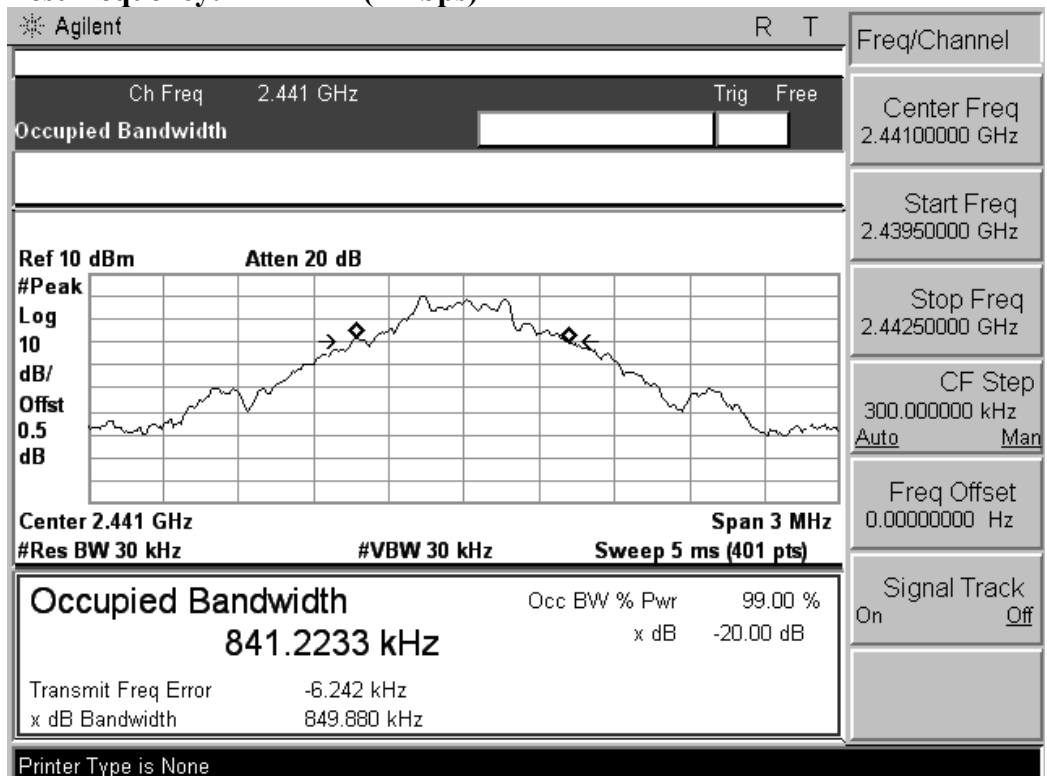 Agilent R T
Freq/Channel
Ch Freq 2.441 GHz Trig Free
Occupied Bandwidth
Center Freq
2.44100000 GHz
Start Freq
2.43950000 GHz
Stop Freq
2.44250000 GHz
CF Step
300.000000 kHz
Auto Man
Freq Offset
0.00000000 Hz
Signal Track
On Off
Ref 10 dBm Atten 20 dB
#Peak
Log
10
dB/
Offst
0.5
dB
Center 2.441 GHz Span 3 MHz
#Res BW 30 kHz #VBW 30 kHz Sweep 5 ms (401 pts)
Occupied Bandwidth Occ BW % Pwr 99.00 %
841.2233 kHz x dB -20.00 dB
Transmit Freq Error -6.242 kHz
x dB Bandwidth 849.880 kHz
Printer Type is None